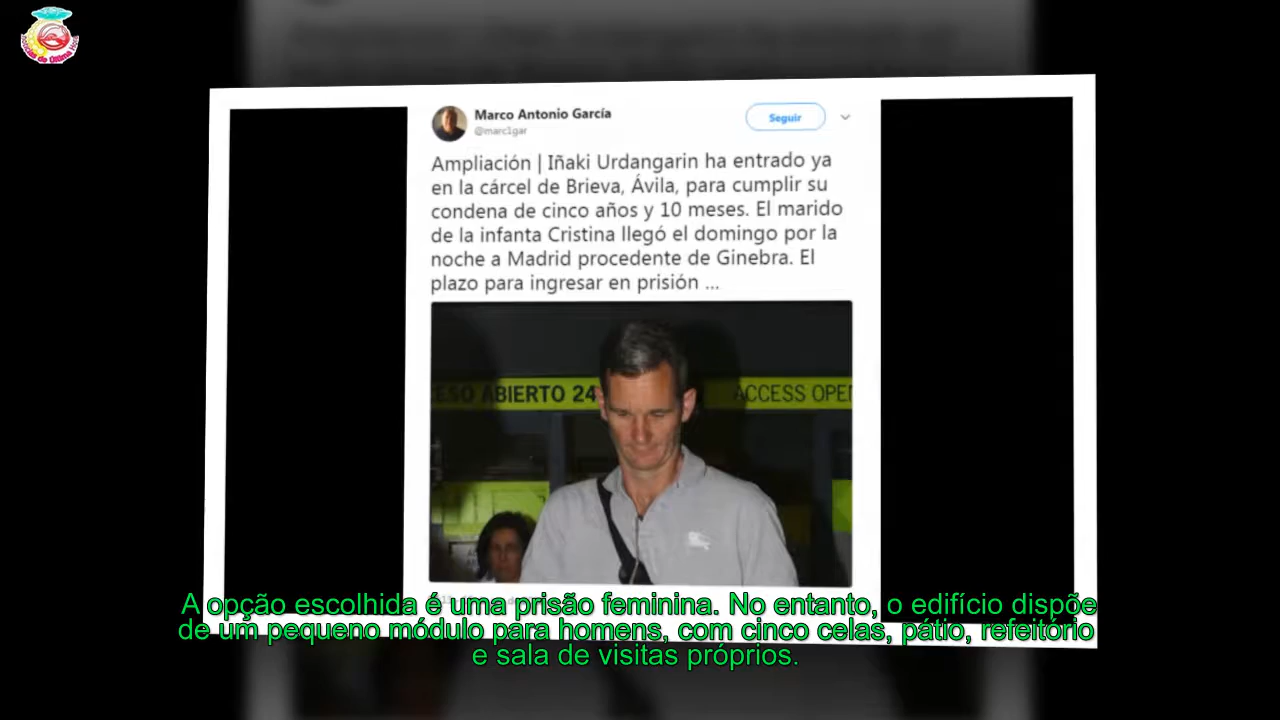 Marco Antonio García
@marc1gar
Seguir
Ampliación | Iñaki Urdangarin ha entrado ya
en la cárcel de Brieva, Ávila, para cumplir su
condena de cinco años y 10 meses. El marido
de la infanta Cristina llegó el domingo por la
noche a Madrid procedente de Ginebra. El
plazo para ingresar en prisión ...
ABIERTO 24
ACCESS
A opção escolhida é uma prisão feminina. No entanto, o edifício dispõe
de um pequeno módulo para homens, com cinco celas, pátio, refeitório
e sala de visitas próprios.